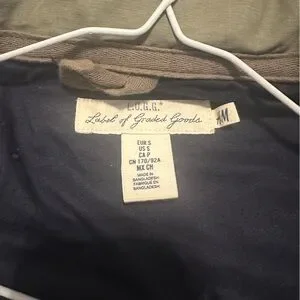 L.O.G.G.
Label of Graded Goods
H&M
EUR S
US S
CA P
CN 170/92A
MX CH
MADE IN
BANGLADESH
FABRIQUÉ EN
BANGLADESH